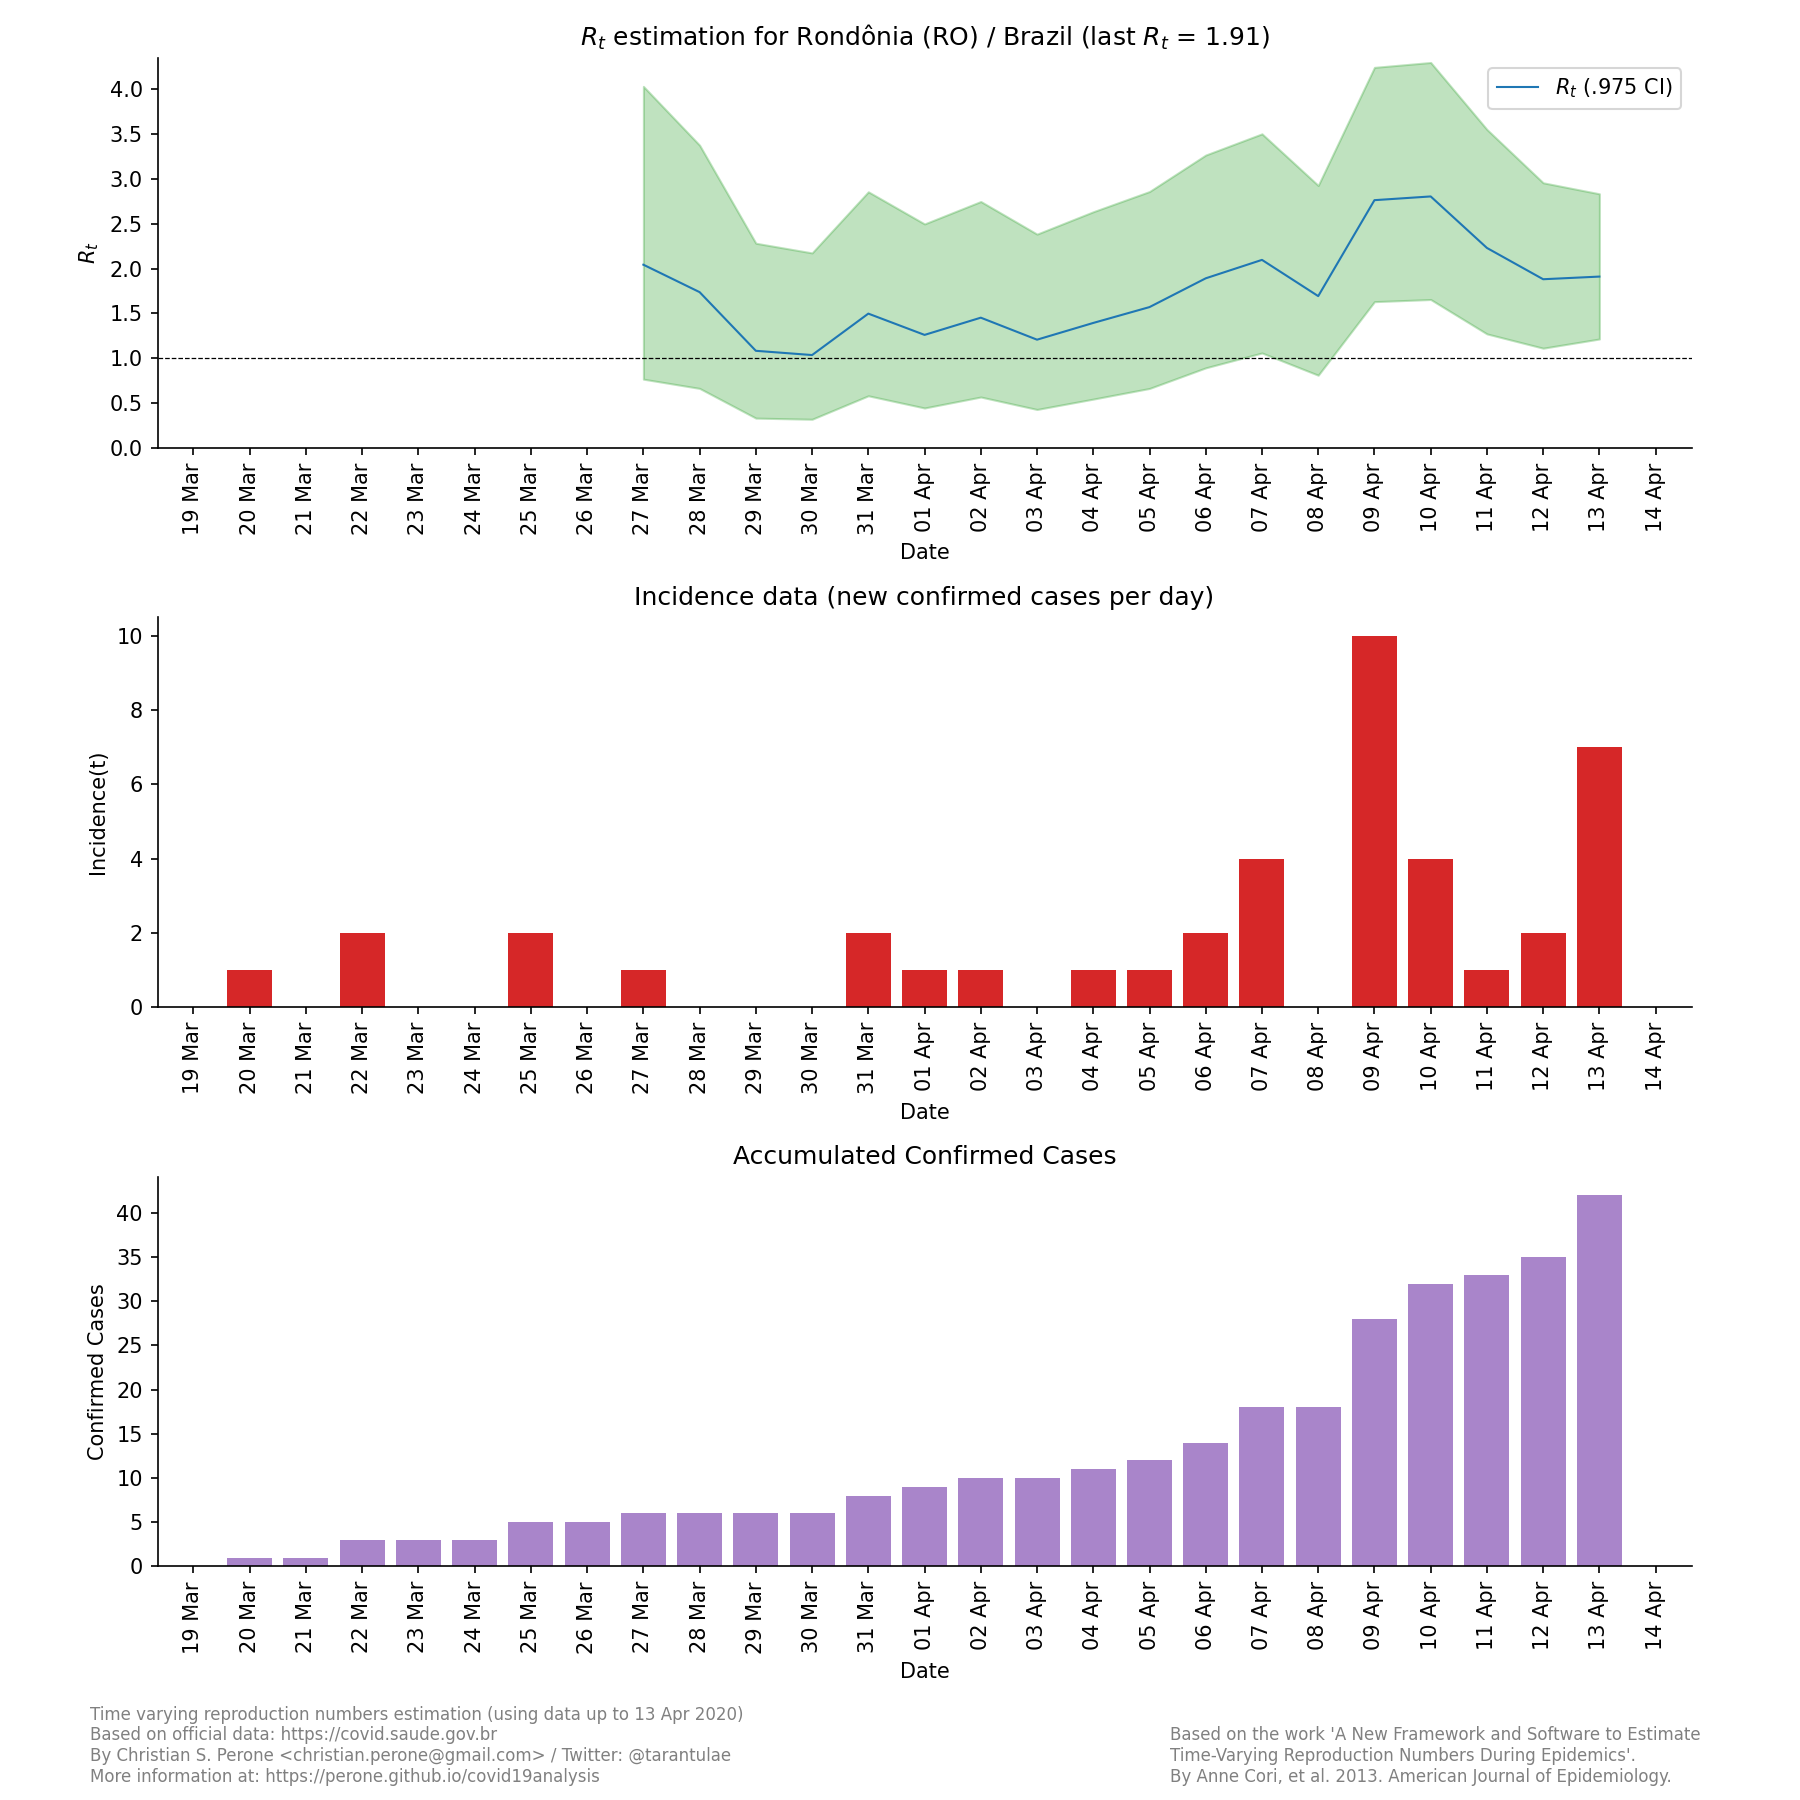 Rt estimation for Rondônia (RO) / Brazil (last Rt = 1.91)
Rt (.975 CI)
4.0
3.5
3.0
2.5
2.0
1.5
1.0
0.5
0.0
Rt
19 Mar 20 Mar 21 Mar 22 Mar 23 Mar 24 Mar 25 Mar 26 Mar 27 Mar 28 Mar 29 Mar 30 Mar 31 Mar 01 Apr 02 Apr 03 Apr 04 Apr 05 Apr 06 Apr 07 Apr 08 Apr 09 Apr 10 Apr 11 Apr 12 Apr 13 Apr 14 Apr
Date
Incidence data (new confirmed cases per day)
10
8
6
4
2
0
Incidence(t)
19 Mar 20 Mar 21 Mar 22 Mar 23 Mar 24 Mar 25 Mar 26 Mar 27 Mar 28 Mar 29 Mar 30 Mar 31 Mar 01 Apr 02 Apr 03 Apr 04 Apr 05 Apr 06 Apr 07 Apr 08 Apr 09 Apr 10 Apr 11 Apr 12 Apr 13 Apr 14 Apr
Date
Accumulated Confirmed Cases
40
35
30
25
20
15
10
5
0
Confirmed Cases
19 Mar 20 Mar 21 Mar 22 Mar 23 Mar 24 Mar 25 Mar 26 Mar 27 Mar 28 Mar 29 Mar 30 Mar 31 Mar 01 Apr 02 Apr 03 Apr 04 Apr 05 Apr 06 Apr 07 Apr 08 Apr 09 Apr 10 Apr 11 Apr 12 Apr 13 Apr 14 Apr
Date
Time varying reproduction numbers estimation (using data up to 13 Apr 2020)
Based on official data: https://covid.saude.gov.br
By Christian S. Perone <christian.perone@gmail.com> / Twitter: @tarantulae
More information at: https://perone.github.io/covid19analysis
Based on the work 'A New Framework and Software to Estimate
Time-Varying Reproduction Numbers During Epidemics'.
By Anne Cori, et al. 2013. American Journal of Epidemiology.